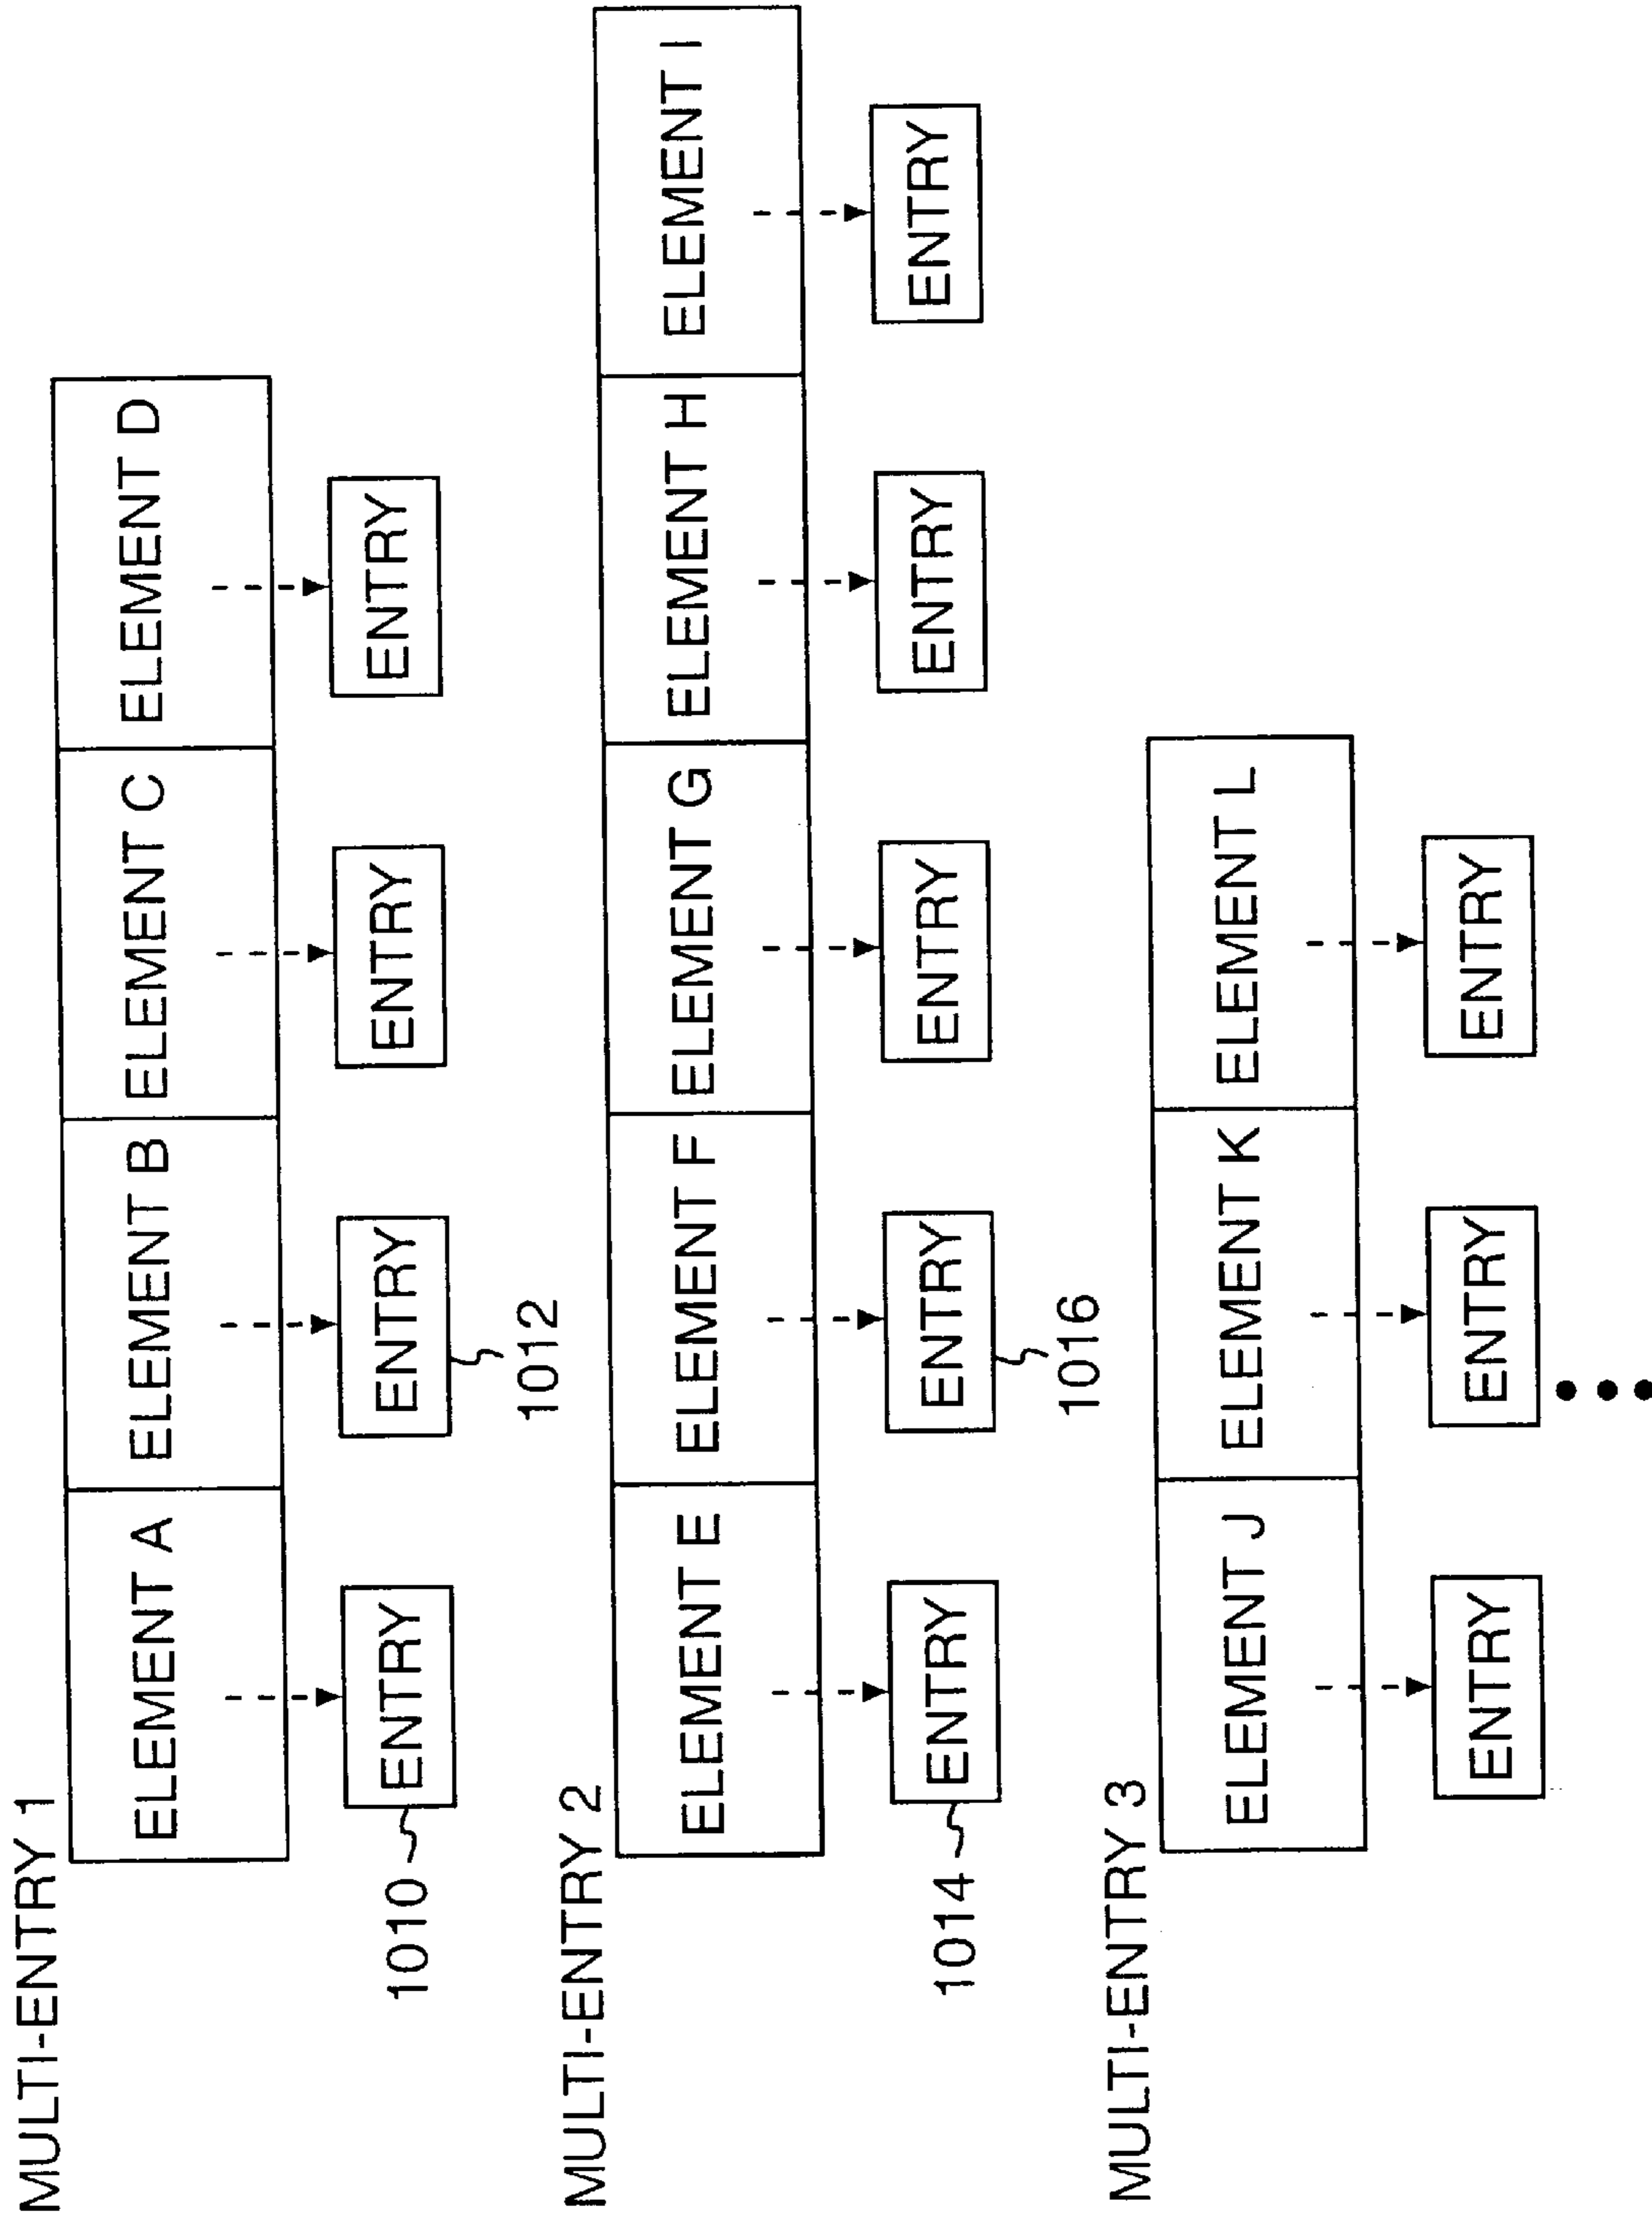 MULTI-ENTRY 1
ELEMENT A
ELEMENT B
ELEMENT C
ELEMENT D
ENTRY
ENTRY
ENTRY
ENTRY
1010
1012
MULTI-ENTRY 2
ELEMENT E
ELEMENT F
ELEMENT G
ELEMENT H
ELEMENT I
ENTRY
ENTRY
ENTRY
ENTRY
ENTRY
1014
1016
MULTI-ENTRY 3
ELEMENT J
ELEMENT K
ELEMENT L
ENTRY
ENTRY
ENTRY